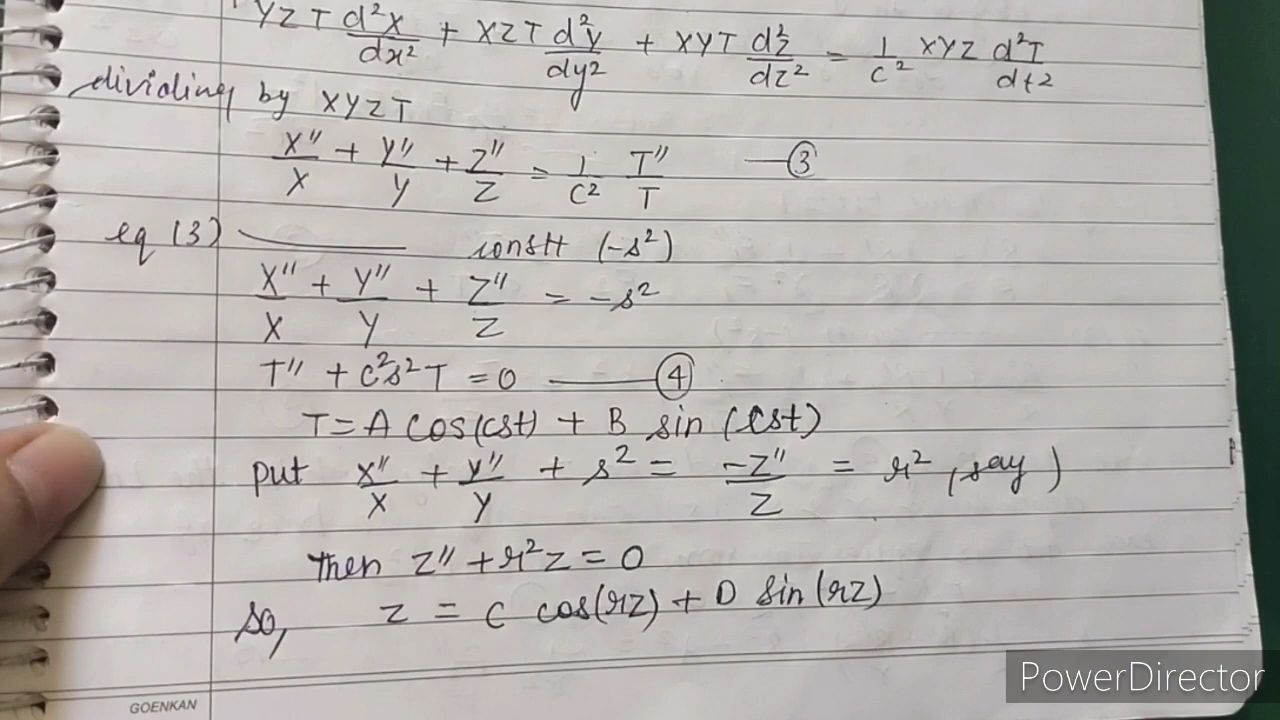 YZT d²X/dx² + XZT d²y/dy² + XYT d²z/dz² = 1/c² XYZ d²T/dt2
dividing by XYZT
X''/X + Y''/Y + Z''/Z = 1/c² T''/T —③
eq (3) —— constt (-s²)
X''/X + Y''/Y + Z''/Z = -s²
T'' + c²s²T = 0 ——④
T = A cos(cst) + B sin (cst)
put X''/X + Y''/Y + s² = -Z''/Z = r² , say )
then Z'' + r²z = 0
so, z = C cos(rz) + D sin (rz)
GOENKAN
PowerDirector